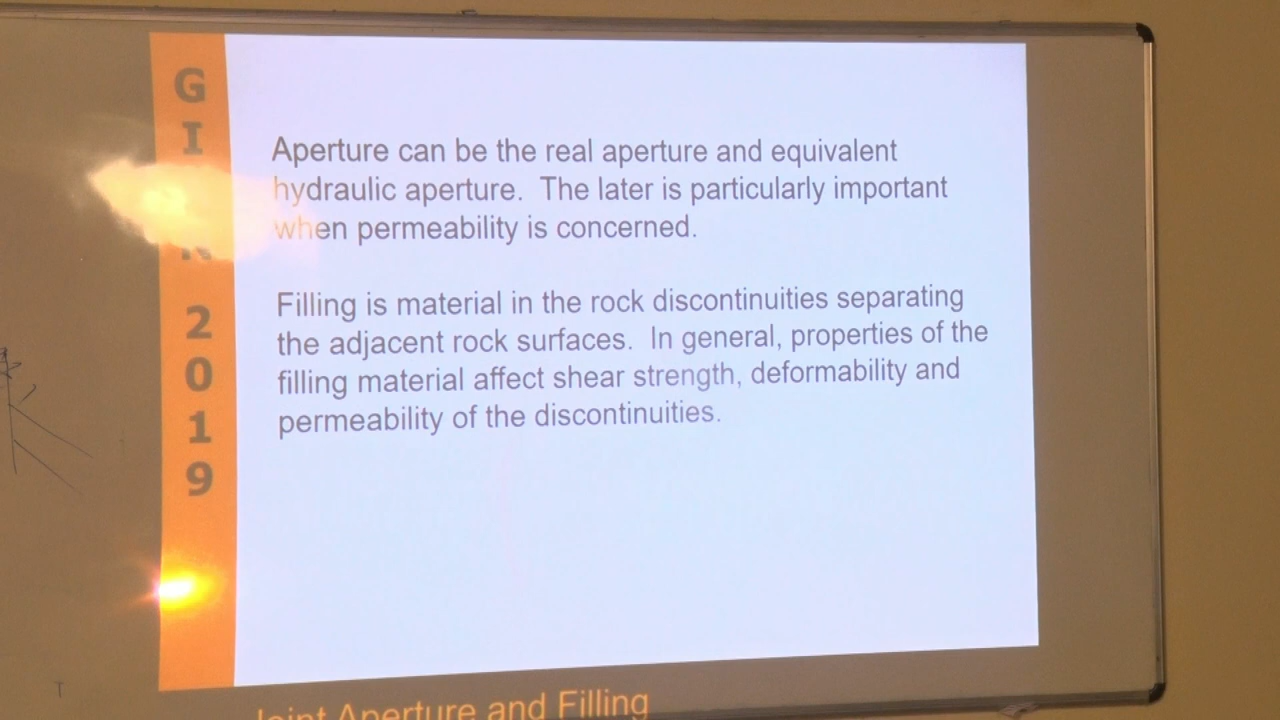 G
I
N
2
0
1
9
Aperture can be the real aperture and equivalent
hydraulic aperture. The later is particularly important
when permeability is concerned.
Filling is material in the rock discontinuities separating
the adjacent rock surfaces. In general, properties of the
filling material affect shear strength, deformability and
permeability of the discontinuities.
Joint Aperture and Filling